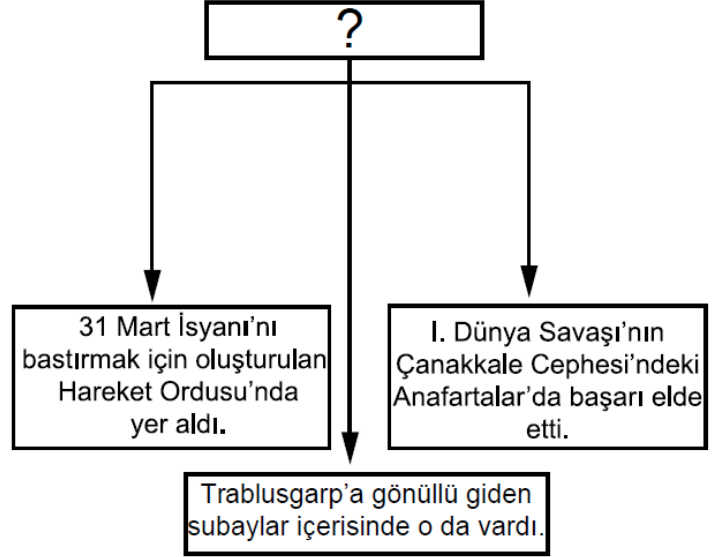 ?
31 Mart İsyanı’nı
bastırmak için oluşturulan
Hareket Ordusu’nda
yer aldı.
I. Dünya Savaşı’nın
Çanakkale Cephesi’ndeki
Anafartalar’da başarı elde
etti.
Trablusgarp’a gönüllü giden
subaylar içerisinde o da vardı.